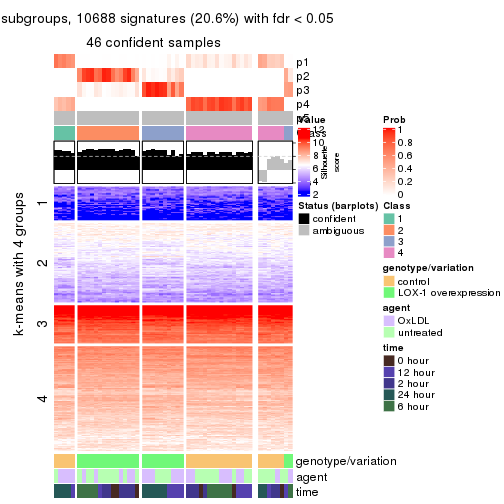 subgroups, 10688 signatures (20.6%) with fdr < 0.05
46 confident samples
p1
p2
p3
p4
Class
k-means with 4 groups
1
2
3
4
Value
12
10
8
6
4
2
Silhouette
score
Prob
1
0.8
0.6
0.4
0.2
0
Status (barplots)
confident
ambiguous
Class
1
2
3
4
genotype/variation
control
LOX-1 overexpression
agent
OxLDL
untreated
time
0 hour
12 hour
2 hour
24 hour
6 hour
genotype/variation
agent
time